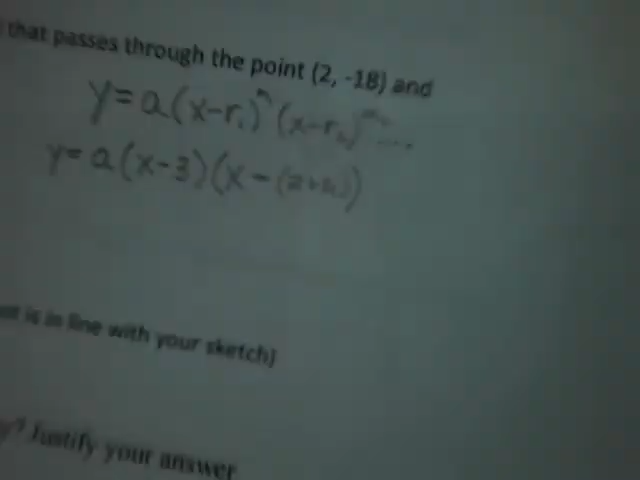 that passes through the point (2, -18) and
y=a(x-r₁)ⁿ(x-r₂)ᵐ....
y=a(x-3)(x-(2+i))
is in line with your sketch)
Justify your answer